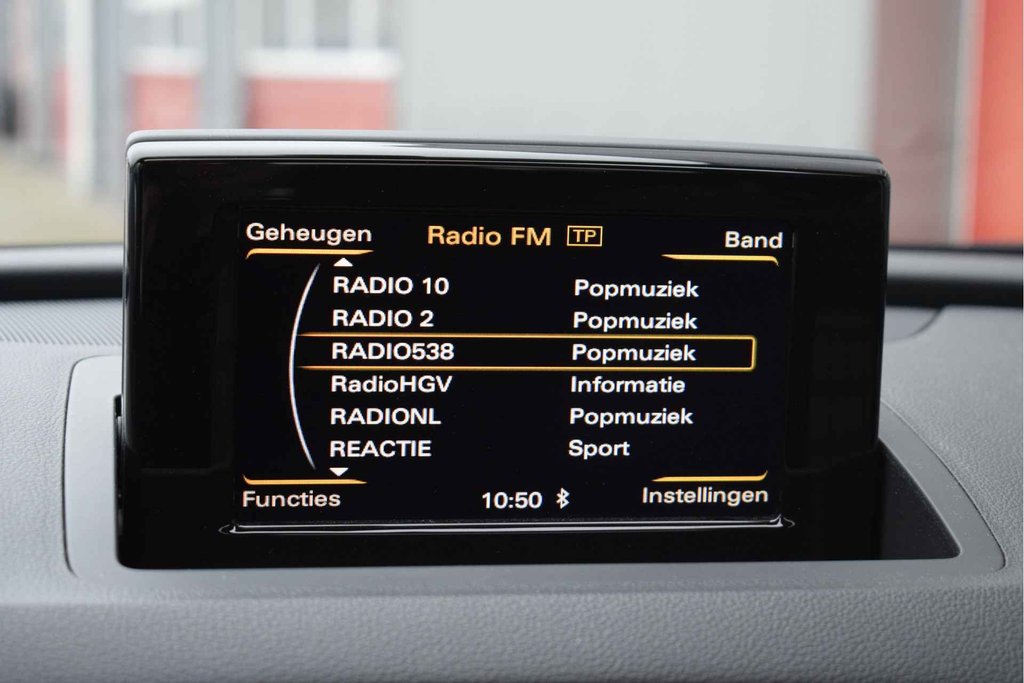 Geheugen Radio FM TP Band
RADIO 10 Popmuziek
RADIO 2 Popmuziek
RADIO538 Popmuziek
RadioHGV Informatie
RADIONL Popmuziek
REACTIE Sport
Functies 10:50 Instellingen